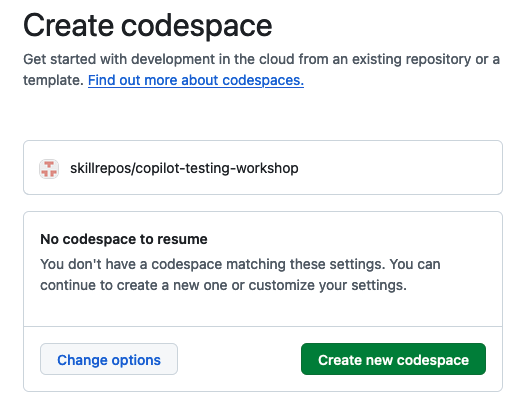 Create codespace
Get started with development in the cloud from an existing repository or a
template. Find out more about codespaces.
skillrepos/copilot-testing-workshop
No codespace to resume
You don't have a codespace matching these settings. You can
continue to create a new one or customize your settings.
Change options
Create new codespace